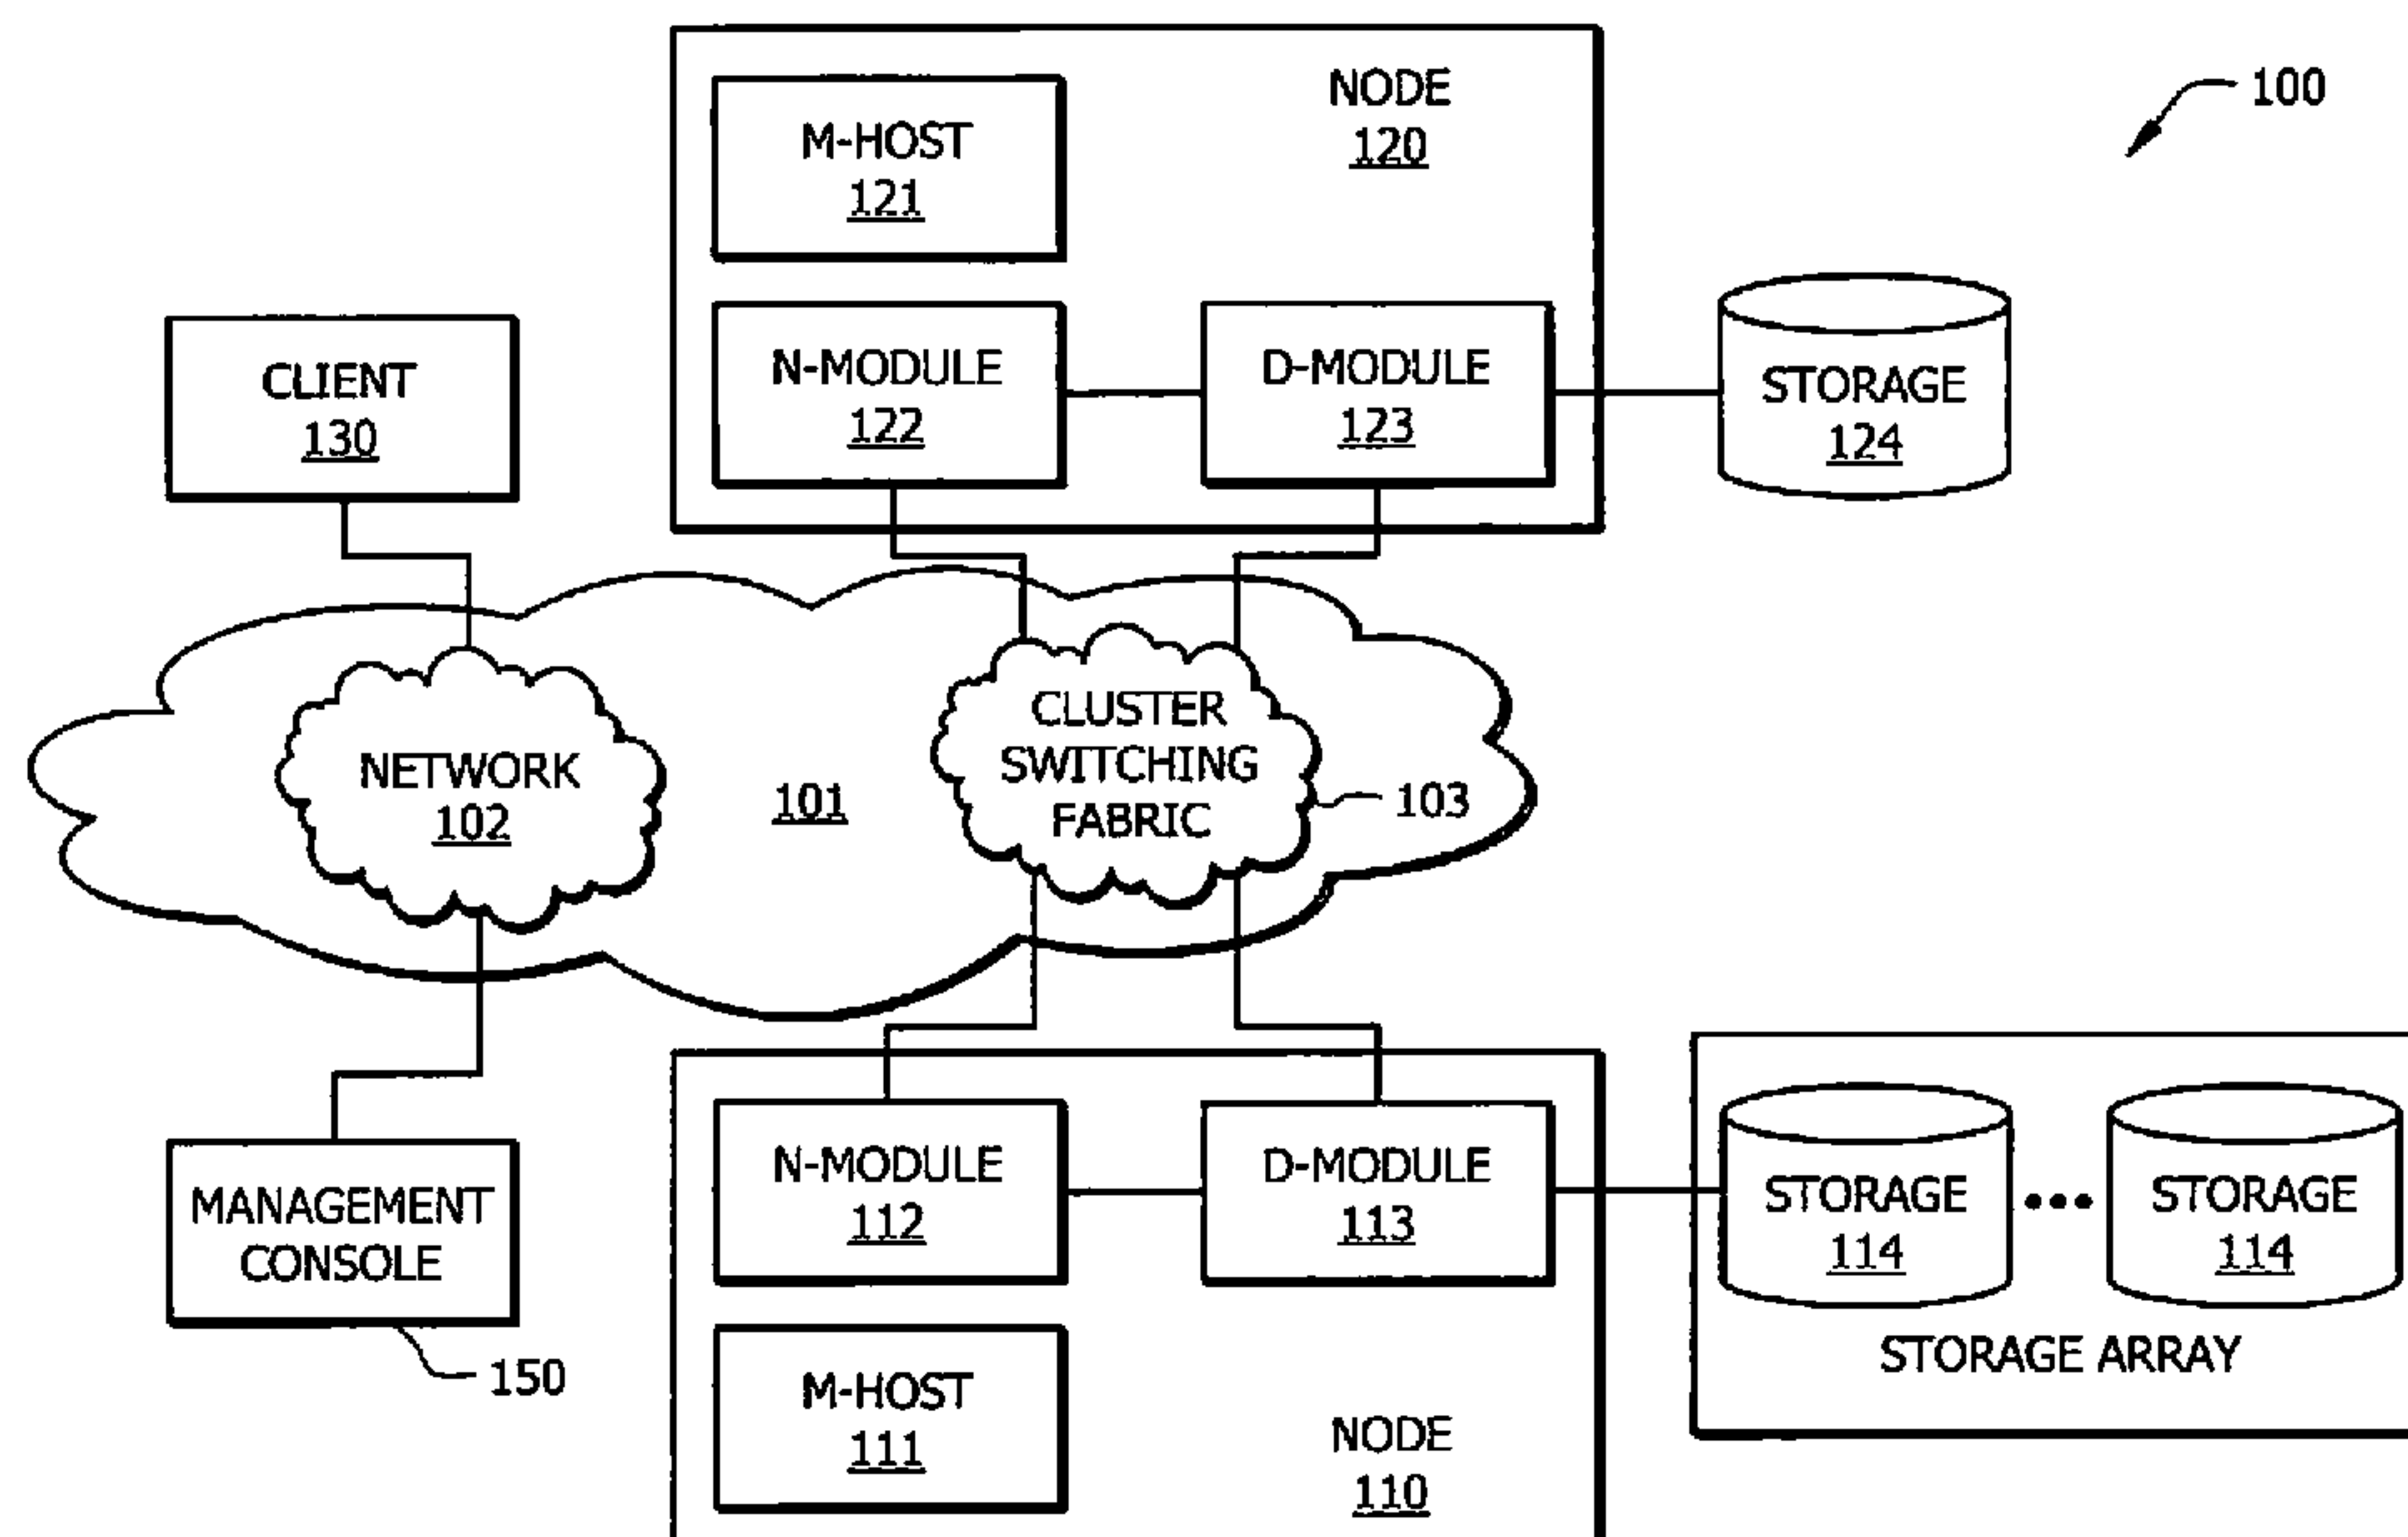 NODE
120
100
M-HOST
121
N-MODULE
122
D-MODULE
123
STORAGE
124
CLIENT
130
NETWORK
102
101
CLUSTER
SWITCHING
FABRIC
103
MANAGEMENT
CONSOLE
150
N-MODULE
112
D-MODULE
113
M-HOST
111
NODE
110
STORAGE
114
STORAGE
114
STORAGE ARRAY